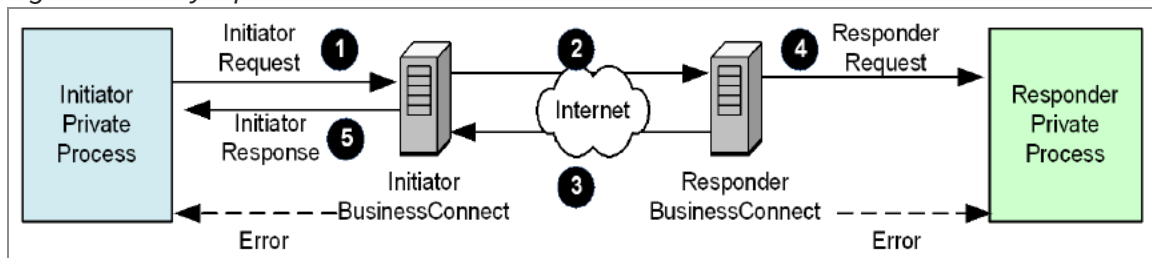 Initiator
Request
1
2
4
Responder
Request
Initiator
Private
Process
Internet
Responder
Private
Process
Initiator
Response
5
3
Initiator
BusinessConnect
Responder
BusinessConnect
Error
Error